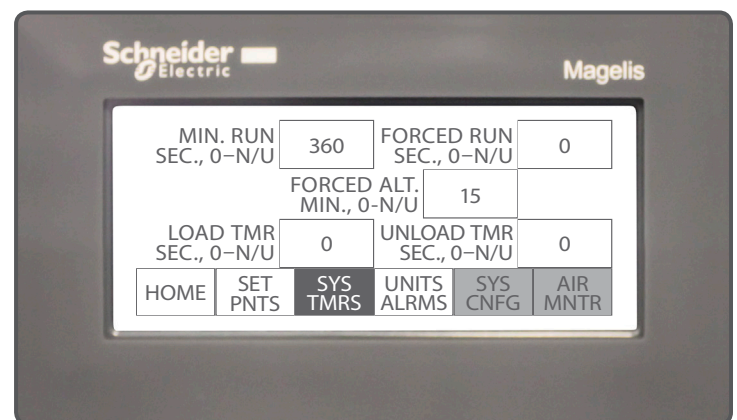 Schneider
Electric
Magelis
MIN. RUN
SEC., 0–N/U
360
FORCED RUN
SEC., 0–N/U
0
FORCED ALT.
MIN., 0-N/U
15
LOAD TMR
SEC., 0–N/U
0
UNLOAD TMR
SEC., 0–N/U
0
HOME
SET
PNTS
SYS
TMRS
UNITS
ALRMS
SYS
CNFG
AIR
MNTR